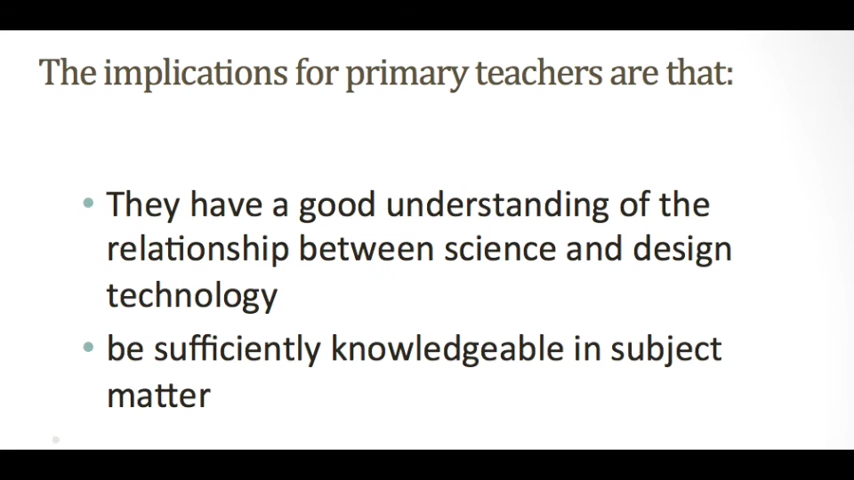 The implications for primary teachers are that:
• They have a good understanding of the
relationship between science and design
technology
• be sufficiently knowledgeable in subject
matter